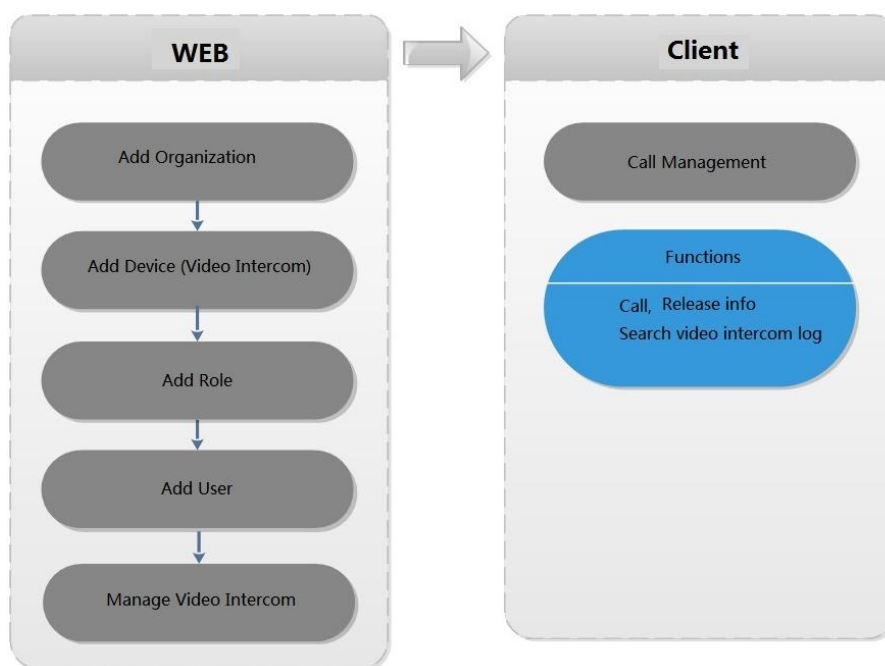 WEB
Add Organization
Add Device (Video Intercom)
Add Role
Add User
Manage Video Intercom
Client
Call Management
Functions
Call, Release info
Search video intercom log